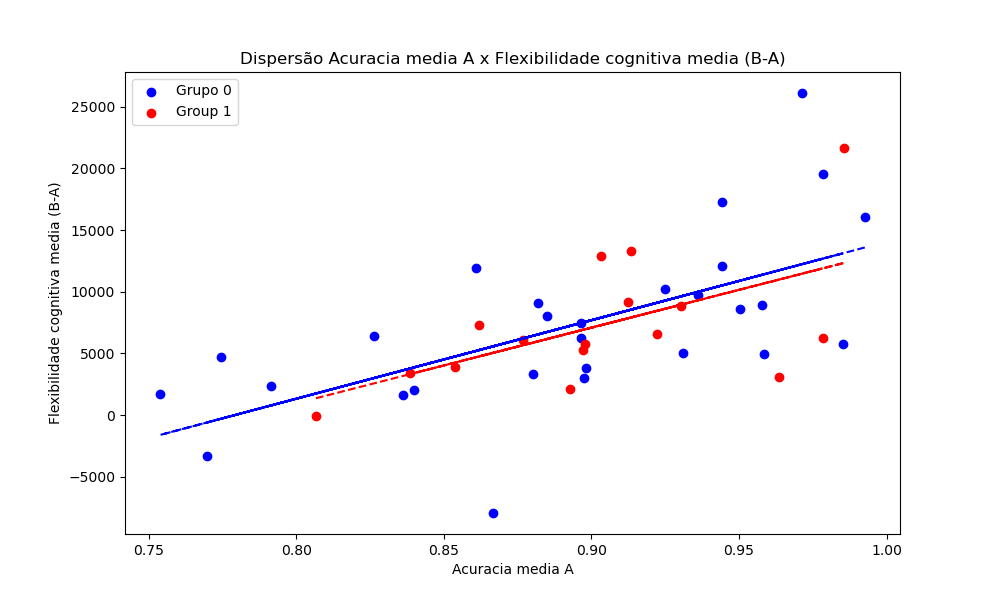 Dispersão Acuracia media A x Flexibilidade cognitiva media (B-A)
Grupo 0
Group 1
25000
20000
15000
10000
5000
0
−5000
Flexibilidade cognitiva media (B-A)
0.75
0.80
0.85
0.90
0.95
1.00
Acuracia media A